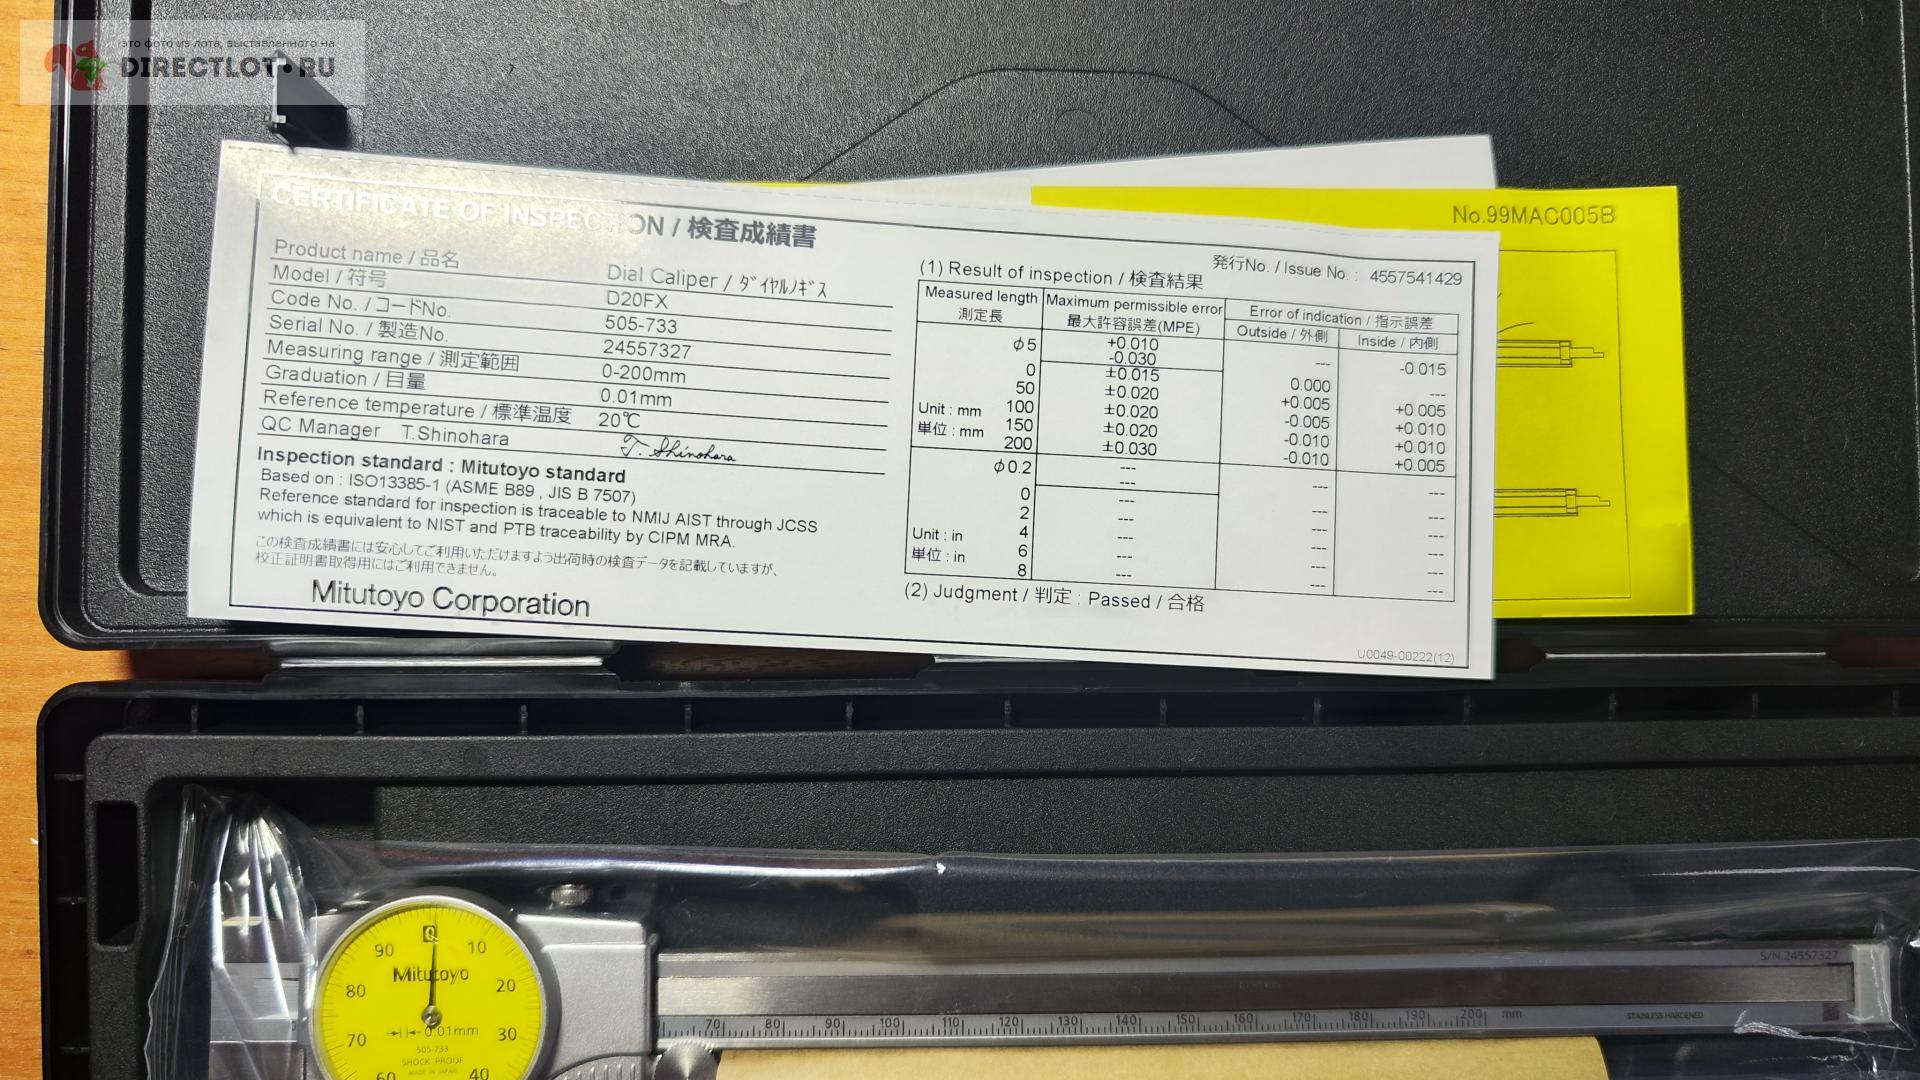 это фото из лота, выставленного на
DIRECTLOT.RU
No.99MAC005B
CERTIFICATE OF INSPECTION / 検査成績書
Product name / 品名 Dial Caliper / ﾀﾞｲﾔﾙﾉｷﾞｽ
Model / 符号 D20FX
Code No. / コードNo. 505-733
Serial No. / 製造No. 24557327
Measuring range / 測定範囲 0-200mm
Graduation / 目量 0.01mm
Reference temperature / 標準温度 20℃
QC Manager T.Shinohara T. Shinohara
Inspection standard : Mitutoyo standard
Based on : ISO13385-1 (ASME B89 , JIS B 7507)
Reference standard for inspection is traceable to NMIJ AIST through JCSS
which is equivalent to NIST and PTB traceability by CIPM MRA.
この検査成績書には安心してご利用いただけますよう出荷時の検査データを記載していますが、
校正証明書取得用にはご利用できません。
Mitutoyo Corporation
発行No. / Issue No. : 4557541429
(1) Result of inspection / 検査結果
Measured length Maximum permissible error Error of indication / 指示誤差
測定長 最大許容誤差(MPE) Outside / 外側 Inside / 内側
φ5 +0.010 --- -0.015
-0.030
0 ±0.015 0.000 ---
50 ±0.020 +0.005 +0.005
Unit : mm 100 ±0.020 -0.005 +0.010
単位 : mm 150 ±0.020 -0.010 +0.010
200 ±0.030 -0.010 +0.005
φ0.2 --- --- ---
---
0 --- --- ---
2 --- --- ---
Unit : in 4 --- --- ---
単位 : in 6 --- --- ---
8 --- --- ---
(2) Judgment / 判定 : Passed / 合格
U0049-00222(12)
S/N.24557327
0 10 20 30 40 60 70 80 90
Mitutoyo
0.01mm
505-733
SHOCK PROOF
MADE IN JAPAN
70 80 90 100 110 120 130 140 150 160 170 180 190 200 mm
STAINLESS HARDENED